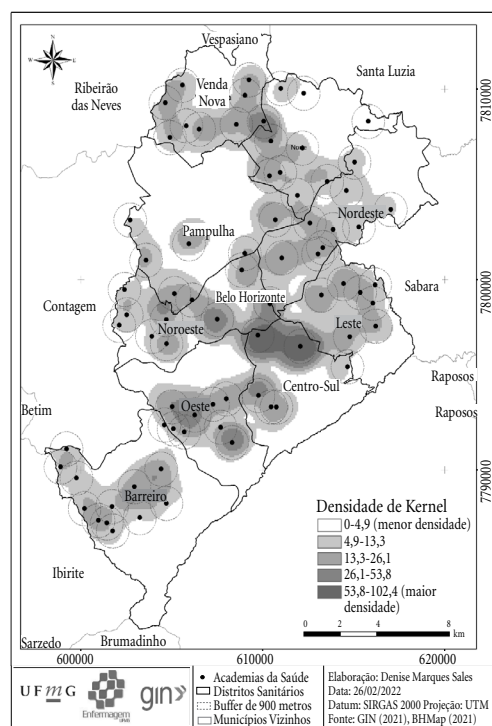 Vespasiano
Santa Luzia
Ribeirão
das Neves
Venda
Nova
7810000
Nordeste
Pampulha
Sabara
7800000
Belo Horizonte
Contagem
Noroeste
Leste
Centro-Sul
Raposos
Betim
Oeste
Raposos
7790000
Barreiro
Densidade de Kernel
0-4,9 (menor densidade)
4,9-13,3
13,3-26,1
26,1-53,8
53,8-102,4 (maior
densidade)
Ibirite
0 2 4 8
km
Sarzedo
Brumadinho
600000 610000 620000
UFmG
Enfermagem
gin
Academias da Saúde
Distritos Sanitários
Buffer de 900 metros
Municípios Vizinhos
Elaboração: Denise Marques Sales
Data: 26/02/2022
Datum: SIRGAS 2000 Projeção: UTM
Fonte: GIN (2021), BHMap (2021)